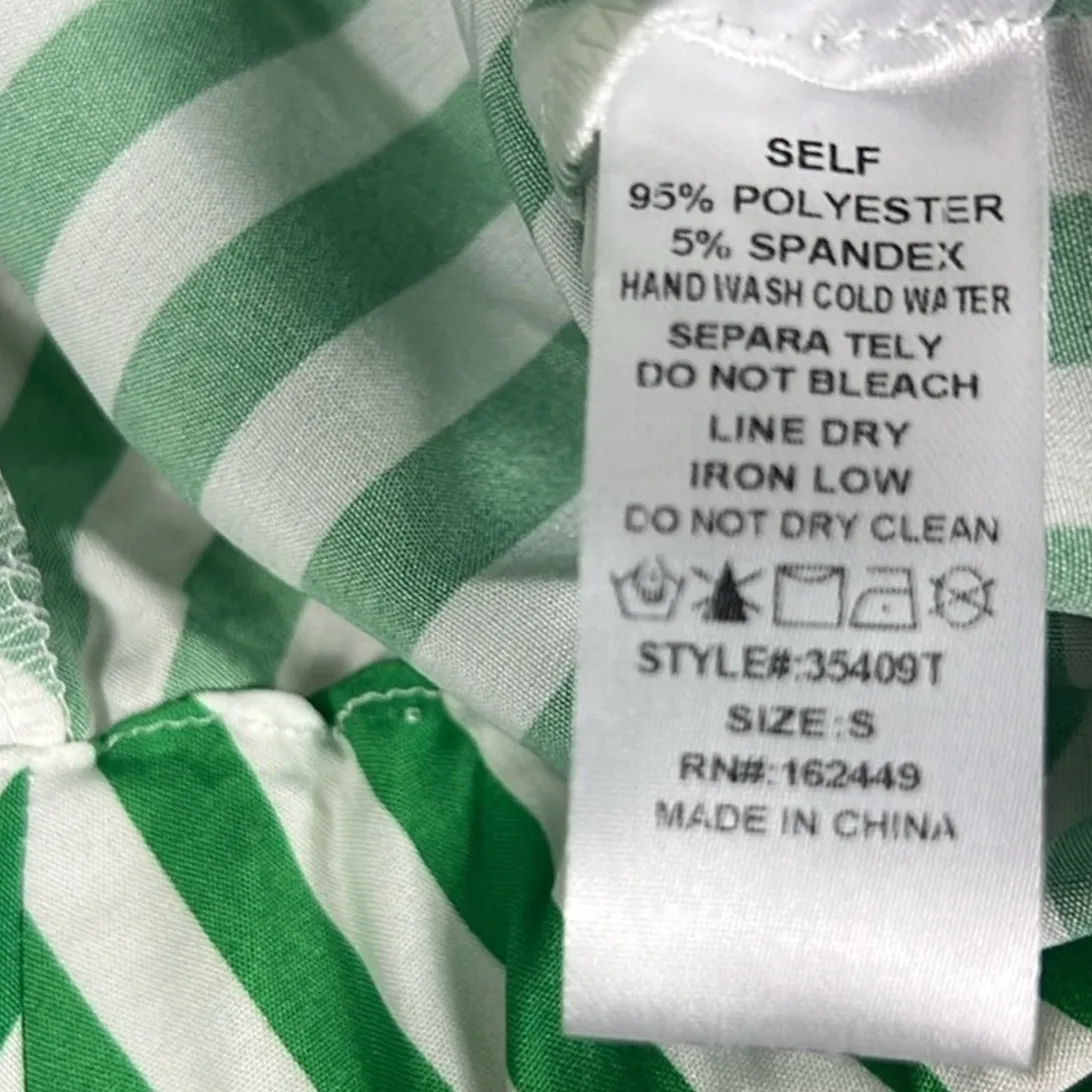 SELF
95% POLYESTER
5% SPANDEX
HAND WASH COLD WATER
SEPARA TELY
DO NOT BLEACH
LINE DRY
IRON LOW
DO NOT DRY CLEAN
STYLE#:35409T
SIZE:S
RN#:162449
MADE IN CHINA